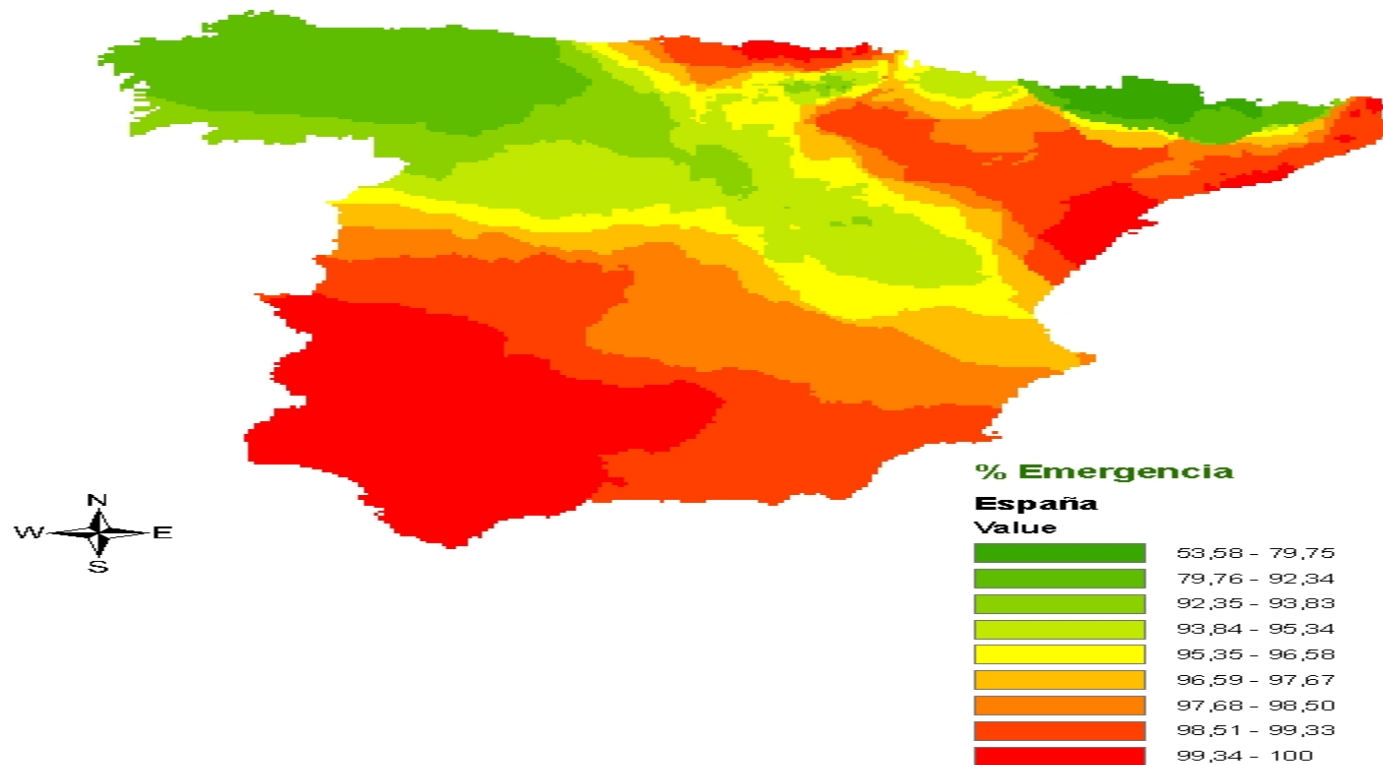 % Emergencia
España
Value
53,58 - 79,75
79,76 - 92,34
92,35 - 93,83
93,84 - 95,34
95,35 - 96,58
96,59 - 97,67
97,68 - 98,50
98,51 - 99,33
99,34 - 100
N
W E
S